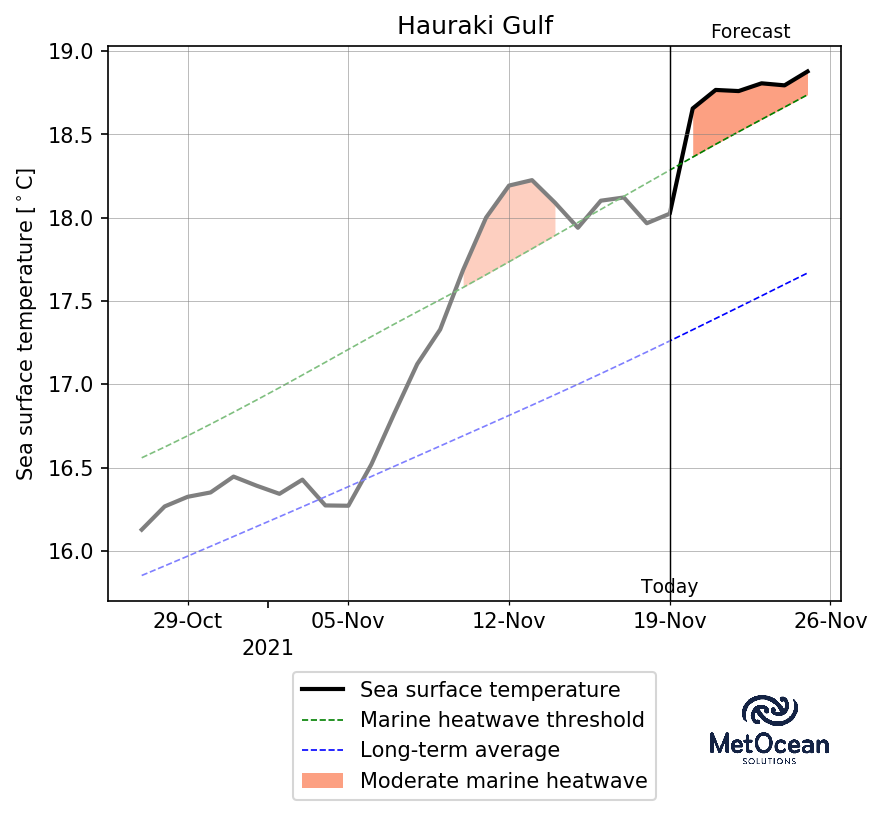 Hauraki Gulf
Forecast
19.0
18.5
18.0
17.5
17.0
16.5
16.0
Sea surface temperature [°C]
Today
29-Oct 05-Nov 12-Nov 19-Nov 26-Nov
2021
Sea surface temperature
Marine heatwave threshold
Long-term average
Moderate marine heatwave
MetOcean
SOLUTIONS